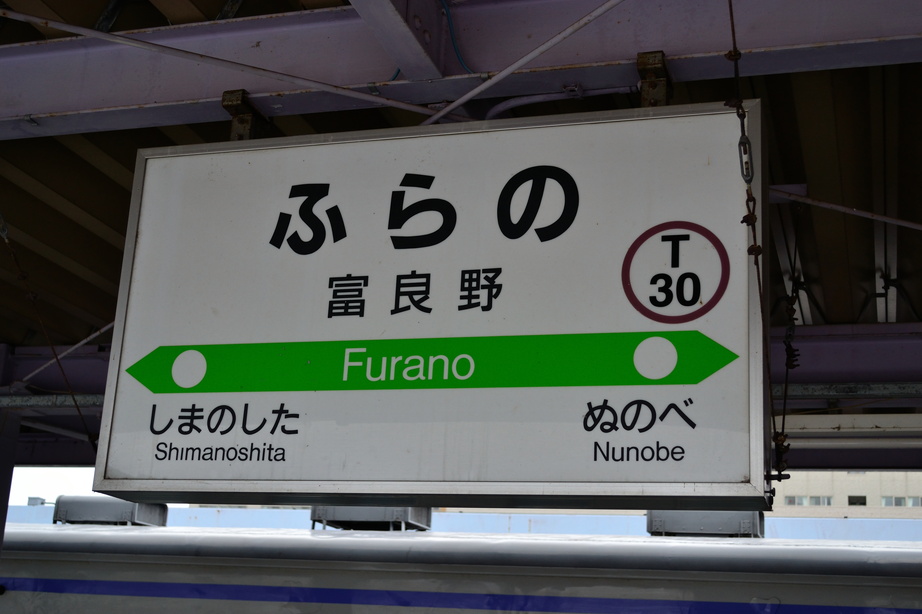 ふらの
富良野
T
30
Furano
しまのした
Shimanoshita
ぬのべ
Nunobe